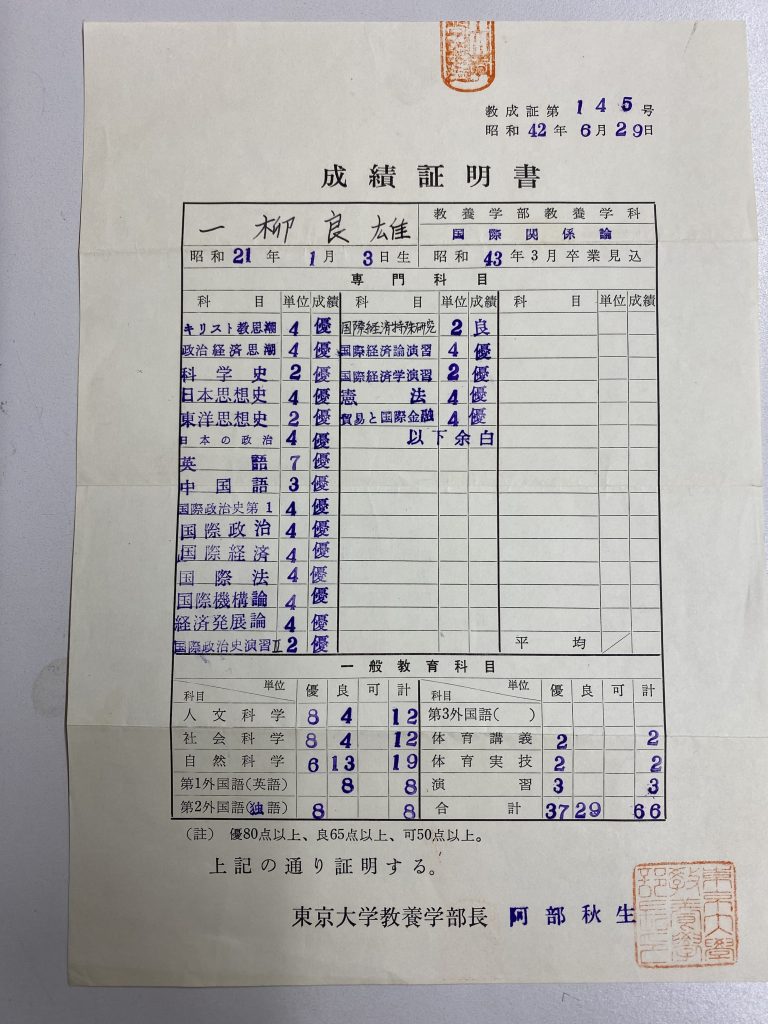 教成証第 145 号
昭和 42 年 6 月 29 日
成績証明書
一柳良雄 教養学部教養学科
国際関係論
昭和 21 年 1 月 3 日生 昭和 43 年3月卒業見込
専門科目
科目 単位 成績 科目 単位 成績 科目 単位 成績
キリスト教思潮 4 優 国際経済特殊研究 2 良
政治経済思潮 4 優 国際経済論演習 4 優
科学史 2 優 国際経済学演習 2 優
日本思想史 4 優 憲法 4 優
東洋思想史 2 優 貿易と国際金融 4 優
日本の政治 4 優 以下余白
英語 7 優
中国語 3 優
国際政治史第1 4 優
国際政治 4 優
国際経済 4 優
国際法 4 優
国際機構論 4 優
経済発展論 4 優
国際政治史演習Ⅱ 2 優 平均
一般教育科目
科目 単位 優 良 可 計 科目 単位 優 良 可 計
人文科学 8 4 12 第3外国語( )
社会科学 8 4 12 体育講義 2 2
自然科学 6 13 19 体育実技 2 2
第1外国語(英語) 8 8 演習 3 3
第2外国語(独語) 8 8 合計 37 29 66
(註) 優80点以上、良65点以上、可50点以上。
上記の通り証明する。
東京大学教養学部長 阿部秋生